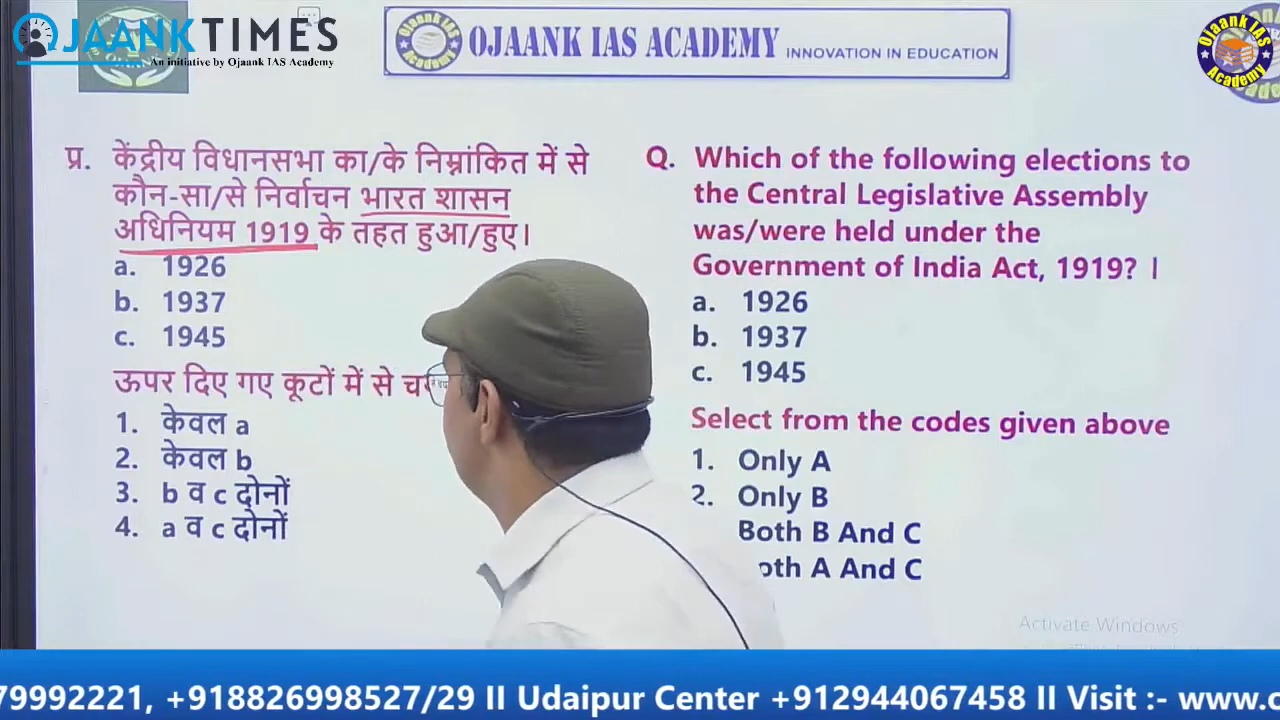 OJAANKTIMES
An initiative by Ojaank IAS Academy
OJAANK IAS ACADEMY INNOVATION IN EDUCATION
Ojaank IAS
Academy
प्र. केंद्रीय विधानसभा का/के निम्नांकित में से
कौन-सा/से निर्वाचन भारत शासन
अधिनियम 1919 के तहत हुआ/हुए।
a. 1926
b. 1937
c. 1945
ऊपर दिए गए कूटों में से
1. केवल a
2. केवल b
3. b व c दोनों
4. a व c दोनों
Q. Which of the following elections to
the Central Legislative Assembly
was/were held under the
Government of India Act, 1919? |
a. 1926
b. 1937
c. 1945
Select from the codes given above
1. Only A
2. Only B
Both B And C
oth A And C
Activate Windows
79992221, +918826998527/29 II Udaipur Center +912944067458 II Visit :- www.